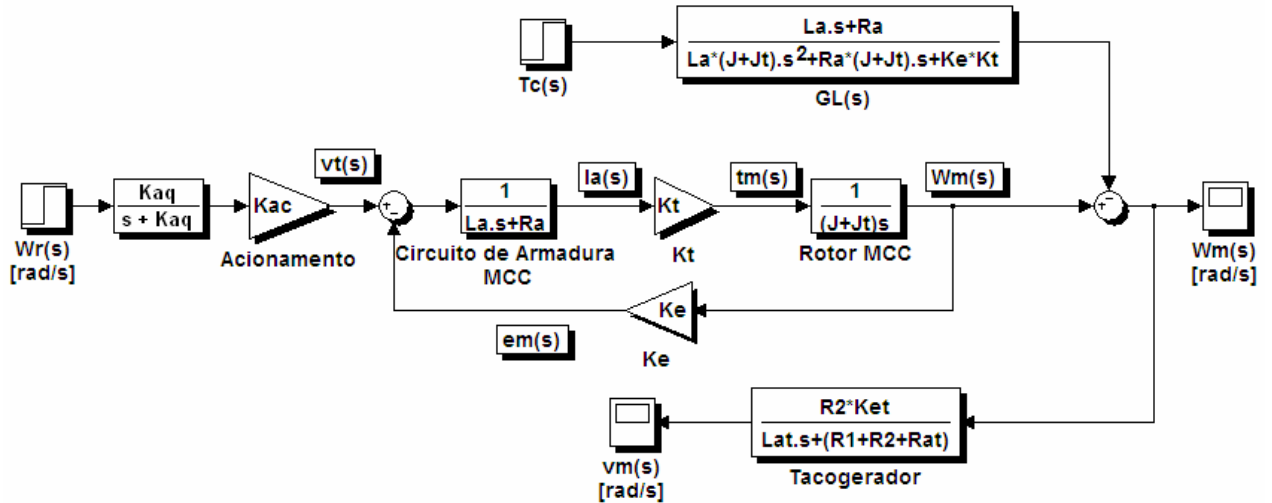 La.s+Ra
La*(J+Jt).s2+Ra*(J+Jt).s+Ke*Kt
GL(s)
Tc(s)
Wr(s)
[rad/s]
Kaq
s + Kaq
Kac
Acionamento
vt(s)
+
-
1
La.s+Ra
Circuito de Armadura
MCC
Ia(s)
Kt
Kt
tm(s)
1
(J+Jt)s
Rotor MCC
Wm(s)
+
-
Wm(s)
[rad/s]
Ke
Ke
em(s)
R2*Ket
Lat.s+(R1+R2+Rat)
Tacogerador
vm(s)
[rad/s]